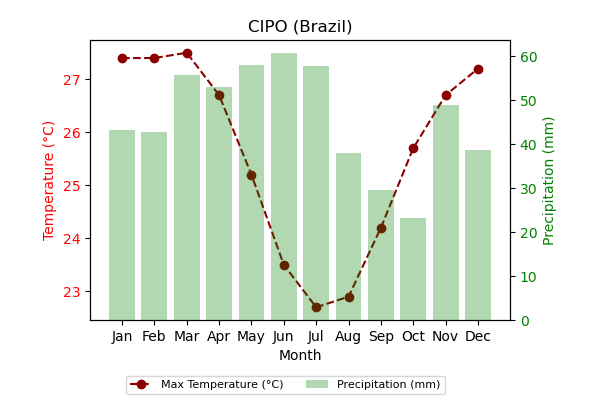 CIPO (Brazil)
Temperature (°C)
27
26
25
24
23
60
50
40
30
20
10
0
Precipitation (mm)
Jan Feb Mar Apr May Jun Jul Aug Sep Oct Nov Dec
Month
Max Temperature (°C) Precipitation (mm)